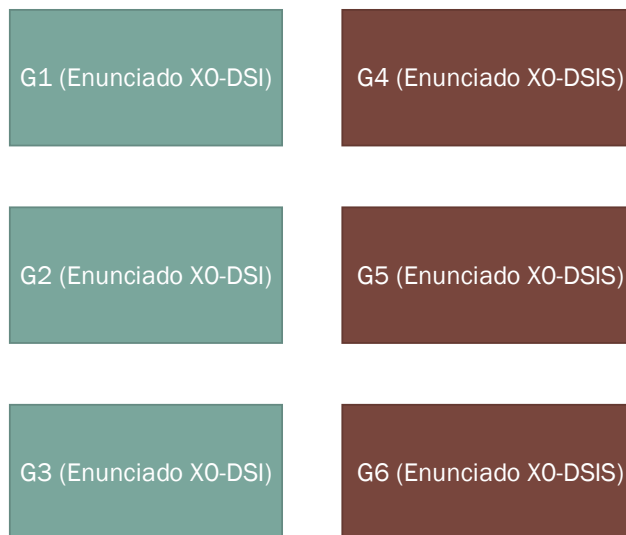 G1 (Enunciado X0-DSI)
G4 (Enunciado X0-DSIS)
G2 (Enunciado X0-DSI)
G5 (Enunciado X0-DSIS)
G3 (Enunciado X0-DSI)
G6 (Enunciado X0-DSIS)